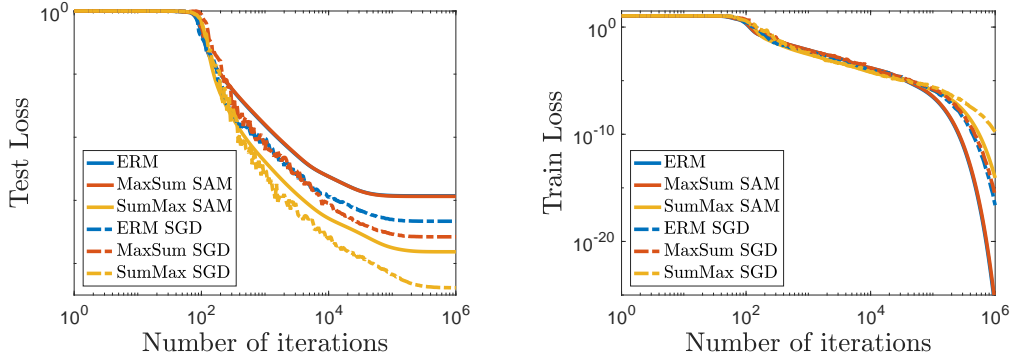 10^0
Test Loss
ERM
MaxSum SAM
SumMax SAM
ERM SGD
MaxSum SGD
SumMax SGD
10^0 10^2 10^4 10^6
Number of iterations
10^0
10^-10
10^-20
Train Loss
ERM
MaxSum SAM
SumMax SAM
ERM SGD
MaxSum SGD
SumMax SGD
10^0 10^2 10^4 10^6
Number of iterations